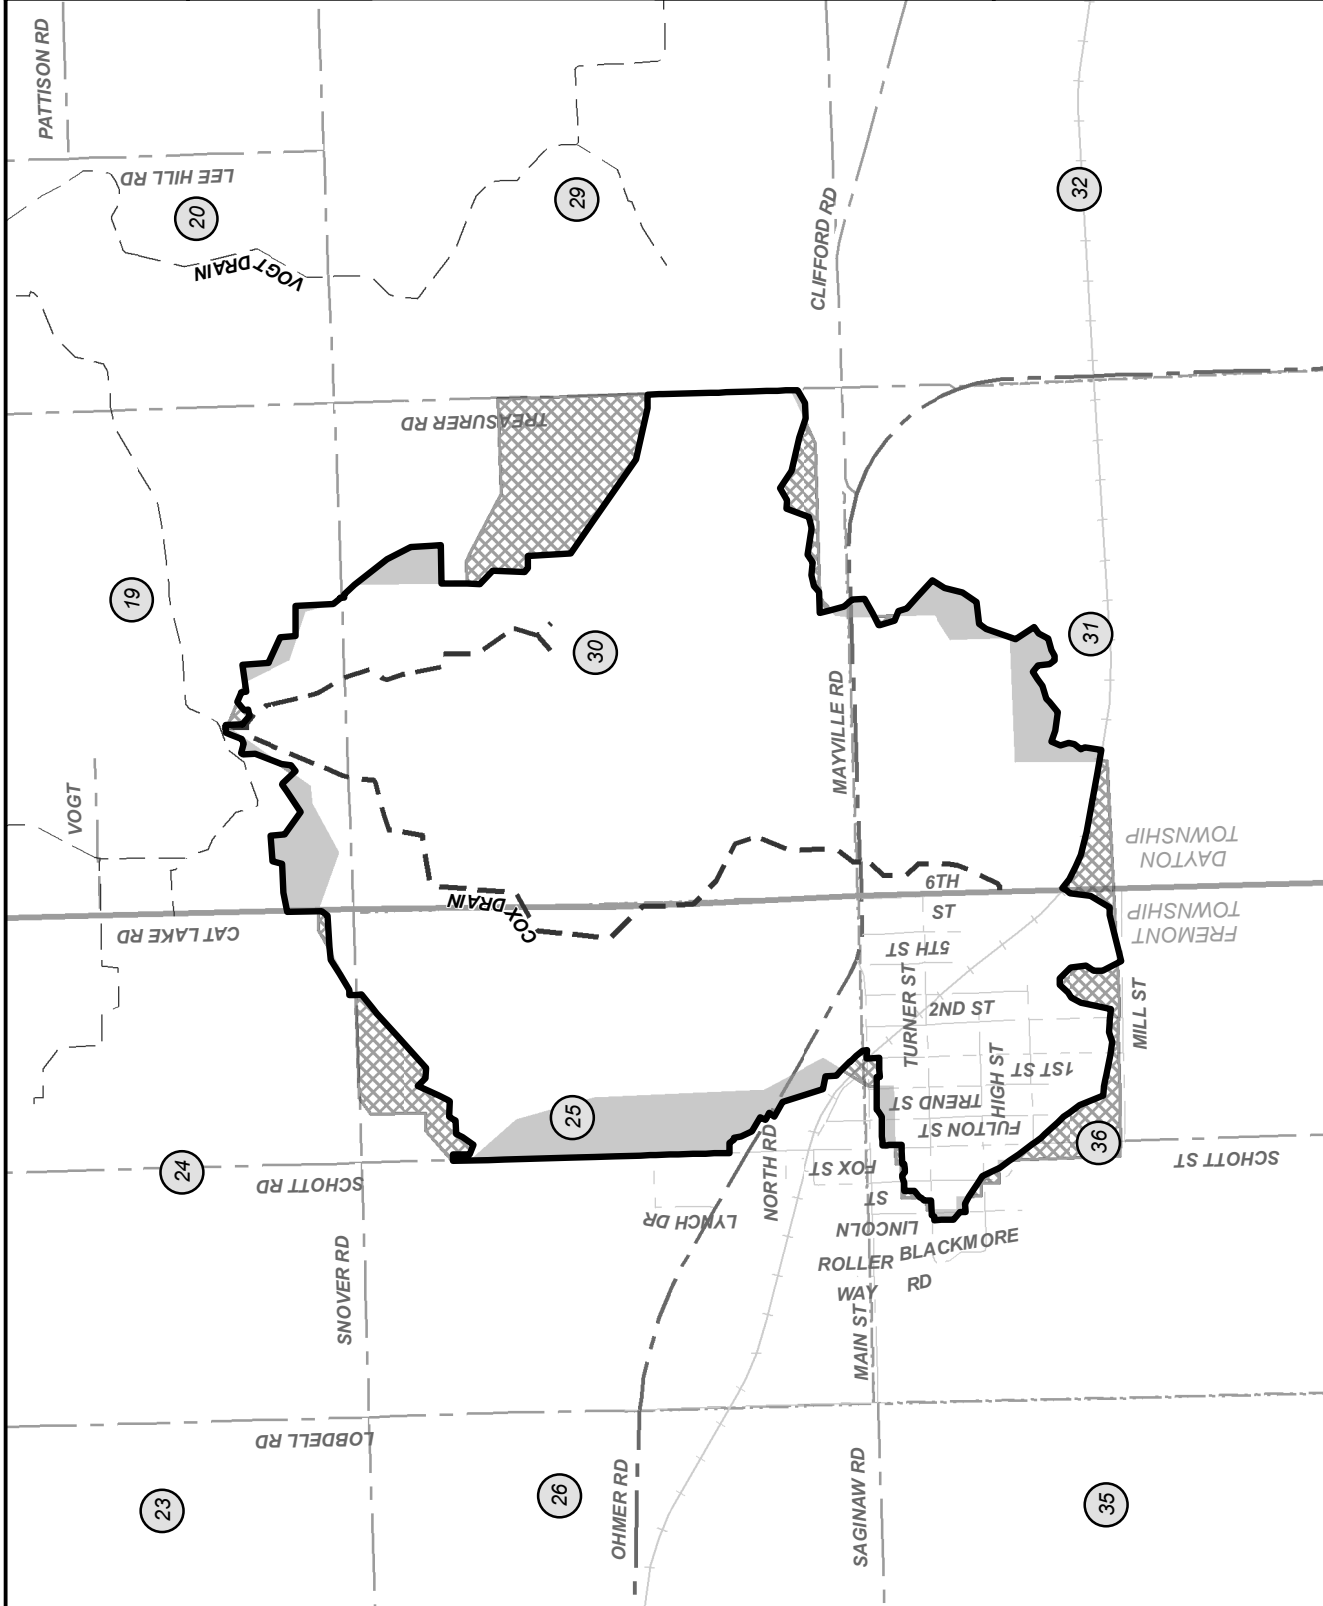 PATTISON RD
LEE HILL RD
20
29
32
VOGT DRAIN
CLIFFORD RD
TREASURER RD
19
30
31
VOGT
MAYVILLE RD
DAYTON
TOWNSHIP
FREMONT
TOWNSHIP
CAT LAKE RD
COX DRAIN
6TH
ST
5TH ST
TURNER ST
2ND ST
MILL ST
HIGH ST
1ST ST
TREND ST
FULTON ST
25
36
24
SCHOTT RD
NORTH RD
FOX ST
SCHOTT ST
LYNCH DR
LINCOLN
ST
BLACKMORE
RD
ROLLER
WAY
SNOVER RD
MAIN ST
LOBDELL RD
23
26
OHMER RD
SAGINAW RD
35